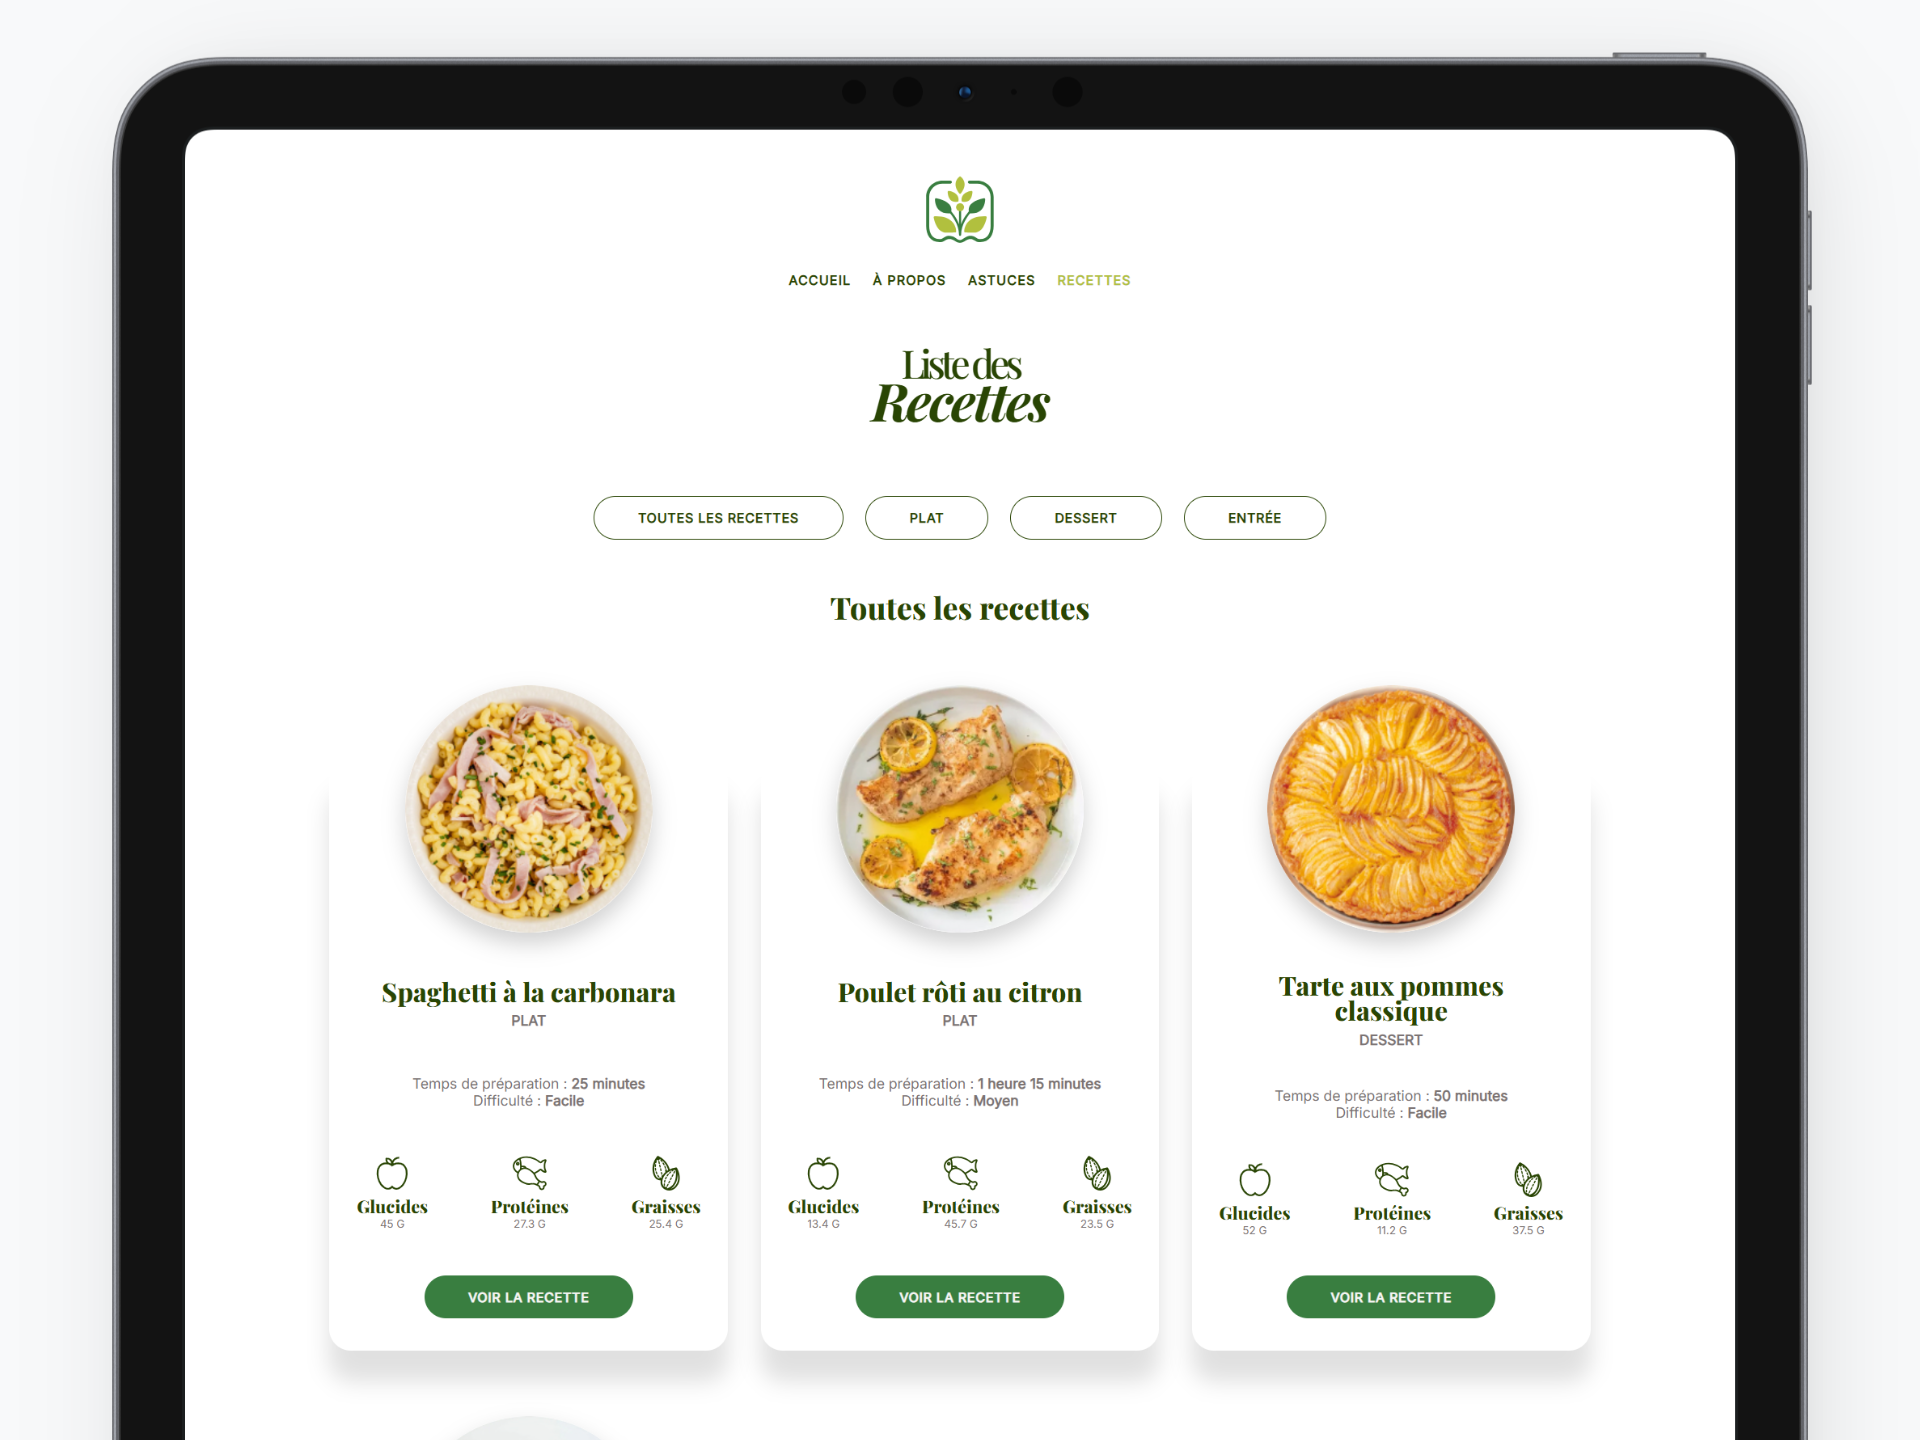 ACCUEIL À PROPOS ASTUCES RECETTES
Liste des
Recettes
TOUTES LES RECETTES PLAT DESSERT ENTRÉE
Toutes les recettes
Spaghetti à la carbonara
PLAT
Temps de préparation : 25 minutes
Difficulté : Facile
Glucides Protéines Graisses
45 G 27.3 G 25.4 G
VOIR LA RECETTE
Poulet rôti au citron
PLAT
Temps de préparation : 1 heure 15 minutes
Difficulté : Moyen
Glucides Protéines Graisses
13.4 G 45.7 G 23.5 G
VOIR LA RECETTE
Tarte aux pommes
classique
DESSERT
Temps de préparation : 50 minutes
Difficulté : Facile
Glucides Protéines Graisses
52 G 11.2 G 37.5 G
VOIR LA RECETTE